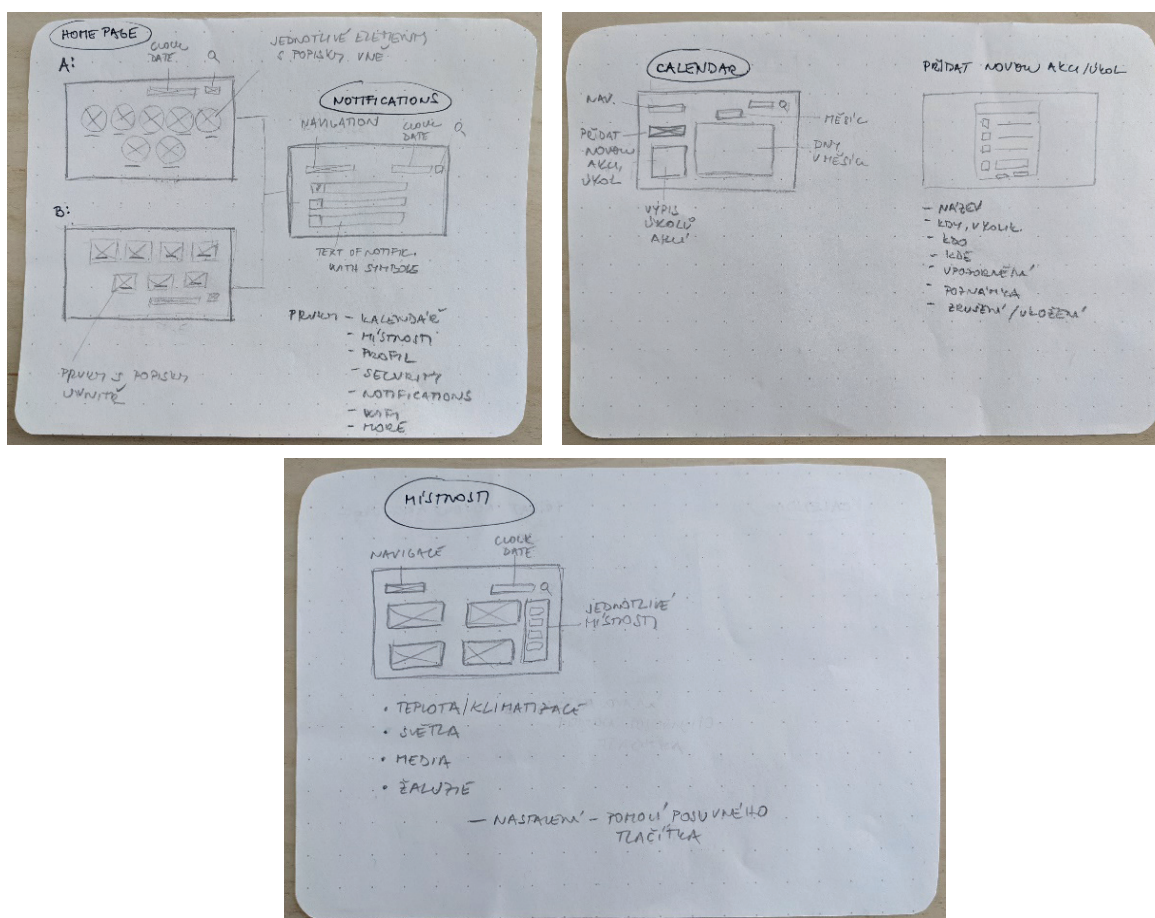 HOME PAGE
A:
CLOCK
DATE
JEDNOTLIVÉ ELEMENTY
S POPISKY VNĚ
NOTIFICATIONS
NAVIGATION
CLOCK
DATE
B:
TEXT OF NOTIFIC.
WITH SYMBOLS
PRVKY S POPISKY
UVNITŘ
PRVKY - KALENDÁŘ
- MÍSTNOSTI
- PROFIL
- SECURITY
- NOTIFICATIONS
- WIFI
- MORE
CALENDAR
NAV.
PŘIDAT
NOVOU
AKCI,
ÚKOL
MĚSÍC
DNY
V MĚSÍCI
VÝPIS
ÚKOLŮ
AKCÍ
PŘIDAT NOVOU AKCI/ÚKOL
- NÁZEV
- KDY, V KOLIK
- KDO
- KDE
- UPOZORNĚNÍ
- POZNÁMKA
- ZRUŠENÍ/ULOŽENÍ
MÍSTNOSTI
NAVIGACE
CLOCK
DATE
JEDNOTLIVÉ
MÍSTNOSTI
• TEPLOTA/KLIMATIZACE
• SVĚTLA
• MEDIA
• ŽALUZIE
- NASTAVENÍ - POMOCÍ POSUVNÉHO
TLAČÍTKA